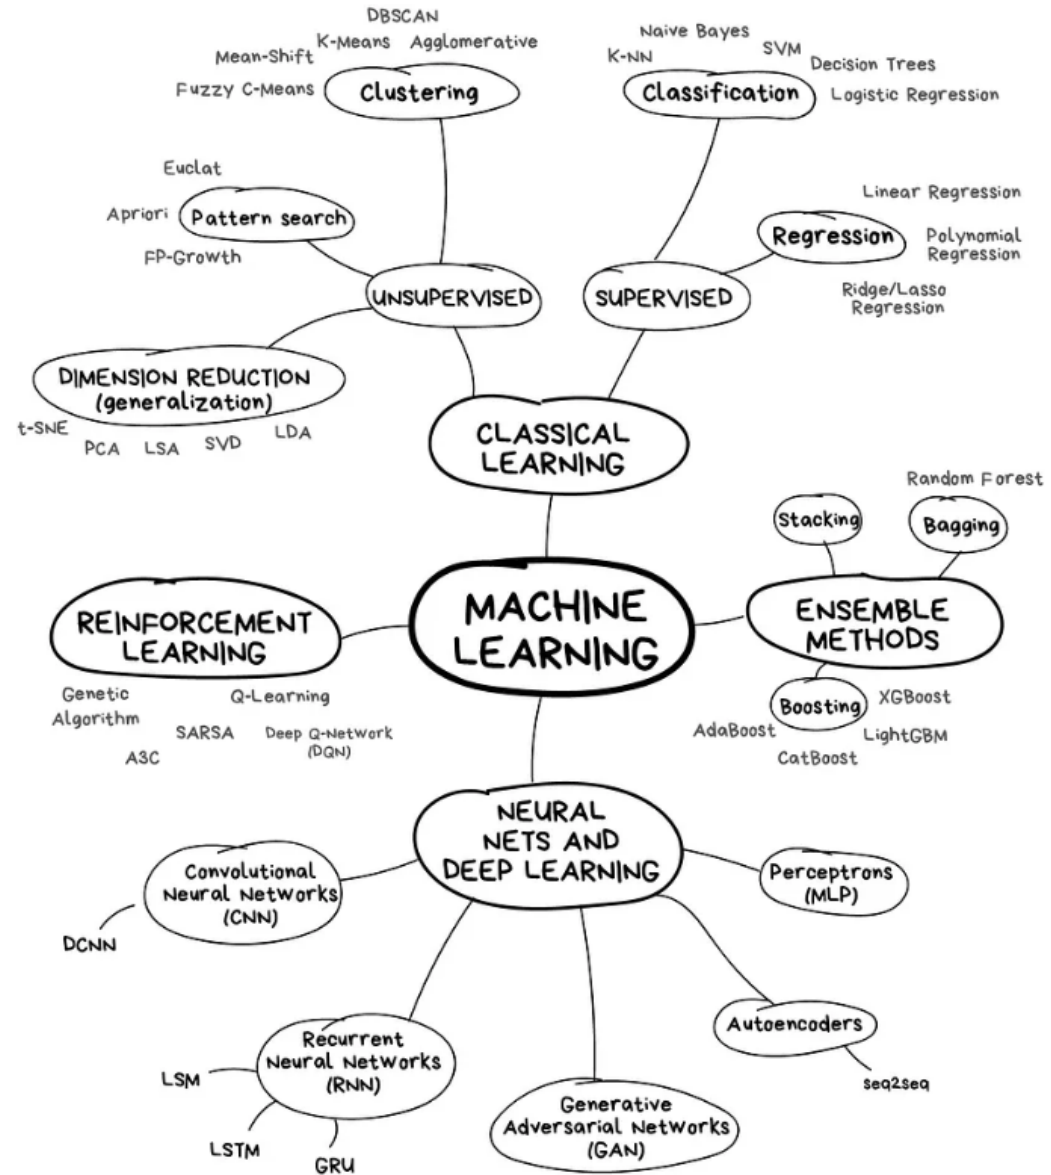 DBSCAN
K-Means Agglomerative
Mean-Shift
Fuzzy C-Means
Clustering
Naive Bayes
K-NN
SVM
Decision Trees
Classification
Logistic Regression
Euclat
Apriori
Pattern search
FP-Growth
Linear Regression
Regression
Polynomial
Regression
Ridge/Lasso
Regression
UNSUPERVISED
SUPERVISED
DIMENSION REDUCTION
(generalization)
t-SNE
PCA
LSA
SVD
LDA
CLASSICAL
LEARNING
Random Forest
Stacking
Bagging
MACHINE
LEARNING
ENSEMBLE
METHODS
Boosting
XGBoost
AdaBoost
LightGBM
CatBoost
REINFORCEMENT
LEARNING
Genetic
Algorithm
Q-Learning
SARSA
Deep Q-Network
(DQN)
A3C
NEURAL
NETS AND
DEEP LEARNING
Convolutional
Neural Networks
(CNN)
DCNN
Perceptrons
(MLP)
Autoencoders
seq2seq
Recurrent
Neural Networks
(RNN)
LSM
LSTM
GRU
Generative
Adversarial Networks
(GAN)